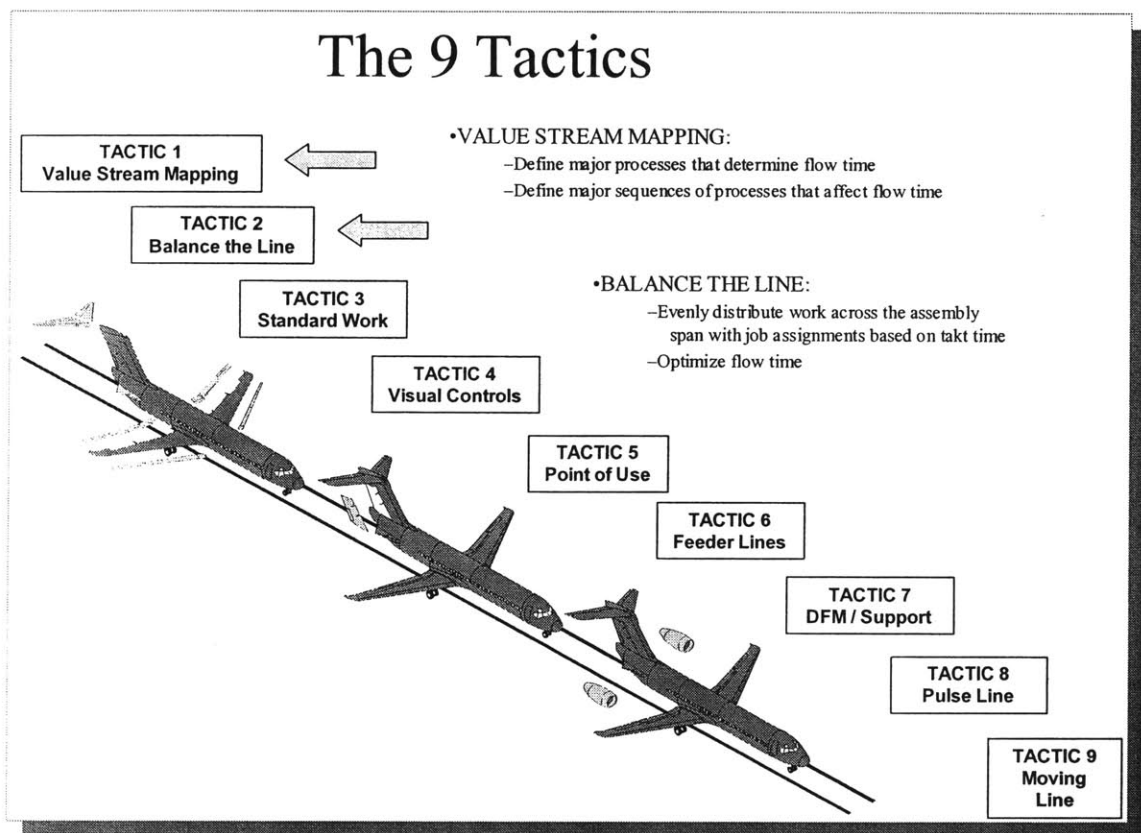 The 9 Tactics
TACTIC 1
Value Stream Mapping
•VALUE STREAM MAPPING:
–Define major processes that determine flow time
–Define major sequences of processes that affect flow time
TACTIC 2
Balance the Line
•BALANCE THE LINE:
–Evenly distribute work across the assembly
span with job assignments based on takt time
–Optimize flow time
TACTIC 3
Standard Work
TACTIC 4
Visual Controls
TACTIC 5
Point of Use
TACTIC 6
Feeder Lines
TACTIC 7
DFM / Support
TACTIC 8
Pulse Line
TACTIC 9
Moving
Line